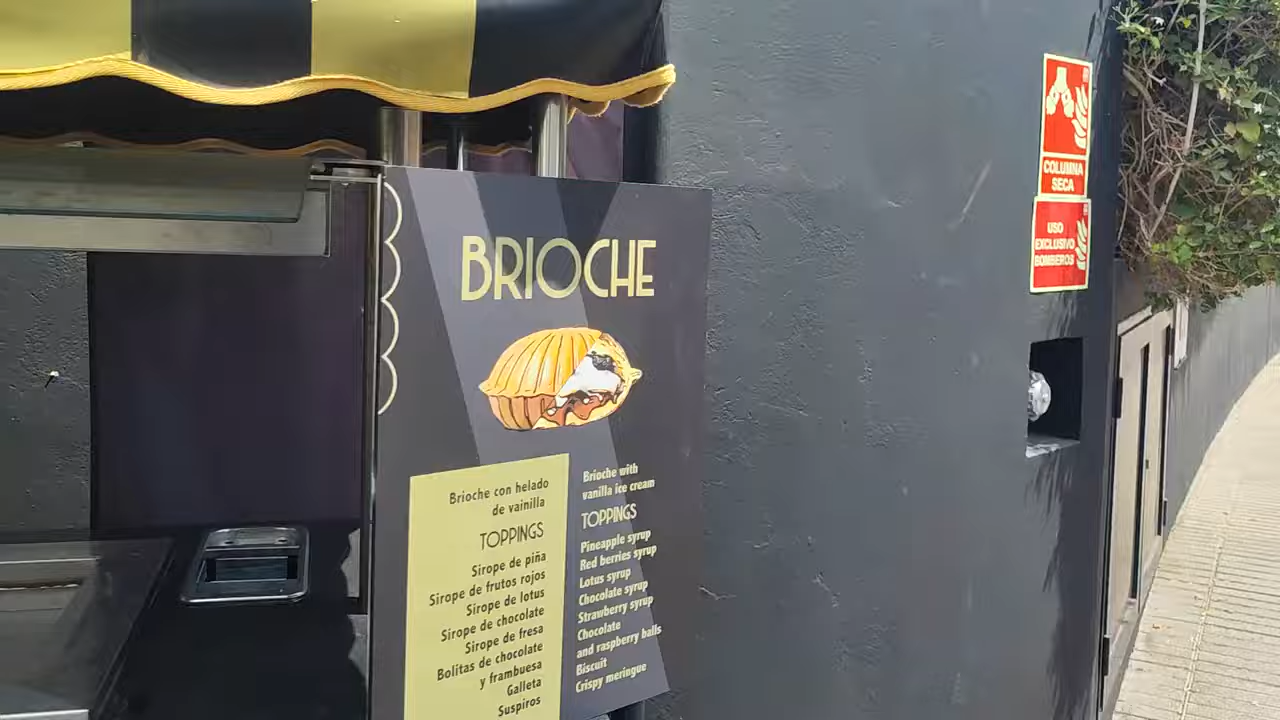 BRIOCHE
Brioche con helado
de vainilla
TOPPINGS
Sirope de piña
Sirope de frutos rojos
Sirope de lotus
Sirope de chocolate
Sirope de fresa
Bolitas de chocolate
y frambuesa
Galleta
Suspiros
Brioche with
vanilla ice cream
TOPPINGS
Pineapple syrup
Red berries syrup
Lotus syrup
Chocolate syrup
Strawberry syrup
Chocolate
and raspberry balls
Biscuit
Crispy meringue
COLUMNA
SECA
USO
EXCLUSIVO
BOMBEROS